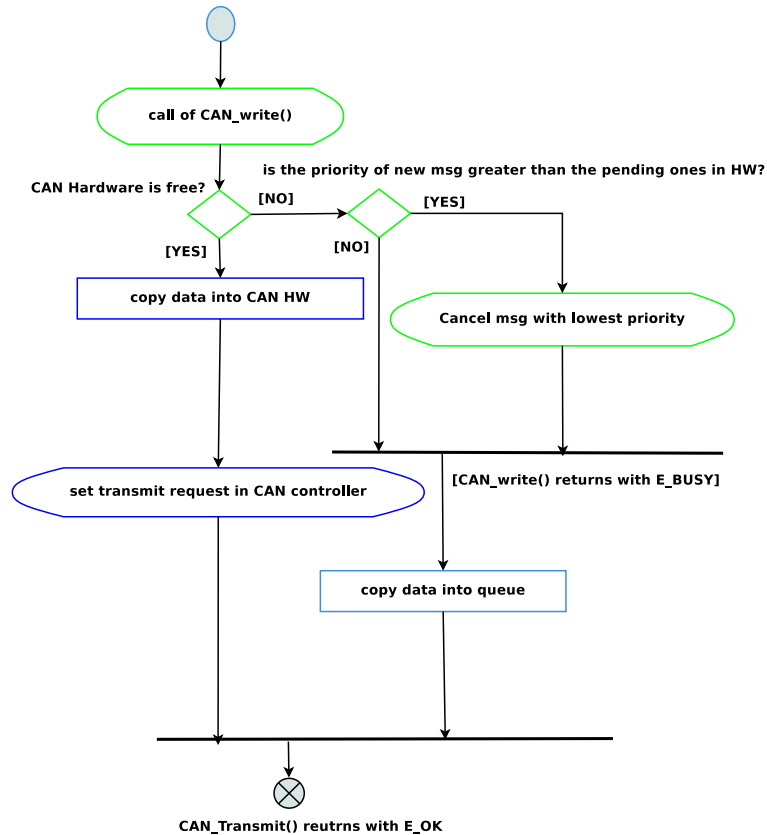 call of CAN_write()
is the priority of new msg greater than the pending ones in HW?
CAN Hardware is free?
[NO]
[YES]
[YES]
[NO]
copy data into CAN HW
Cancel msg with lowest priority
[CAN_write() returns with E_BUSY]
set transmit request in CAN controller
copy data into queue
CAN_Transmit() reutrns with E_OK